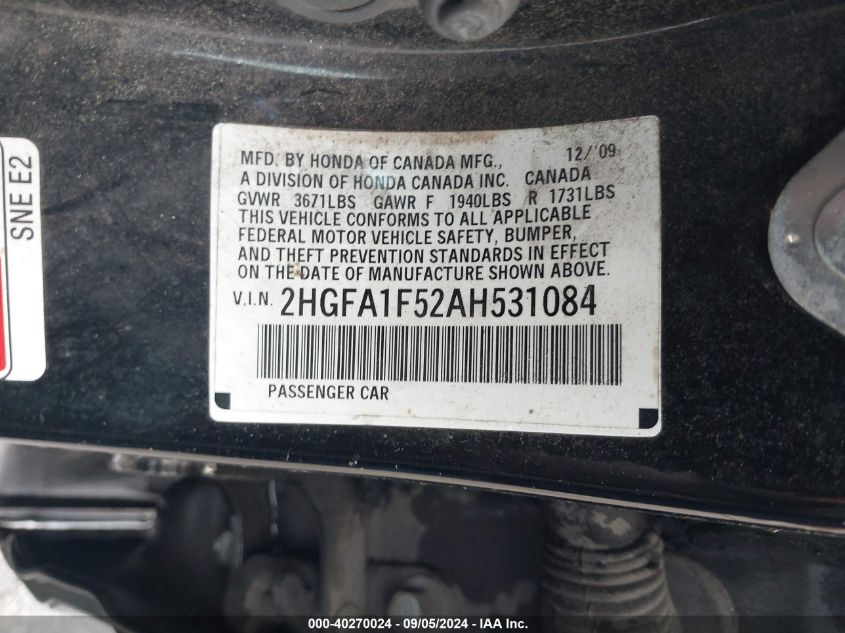 SNE E2
MFD. BY HONDA OF CANADA MFG., 12/'09
A DIVISION OF HONDA CANADA INC. CANADA
GVWR 3671LBS GAWR F 1940LBS R 1731LBS
THIS VEHICLE CONFORMS TO ALL APPLICABLE
FEDERAL MOTOR VEHICLE SAFETY, BUMPER,
AND THEFT PREVENTION STANDARDS IN EFFECT
ON THE DATE OF MANUFACTURE SHOWN ABOVE.
V.I.N. 2HGFA1F52AH531084
PASSENGER CAR
000-40270024 - 09/05/2024 - IAA Inc.